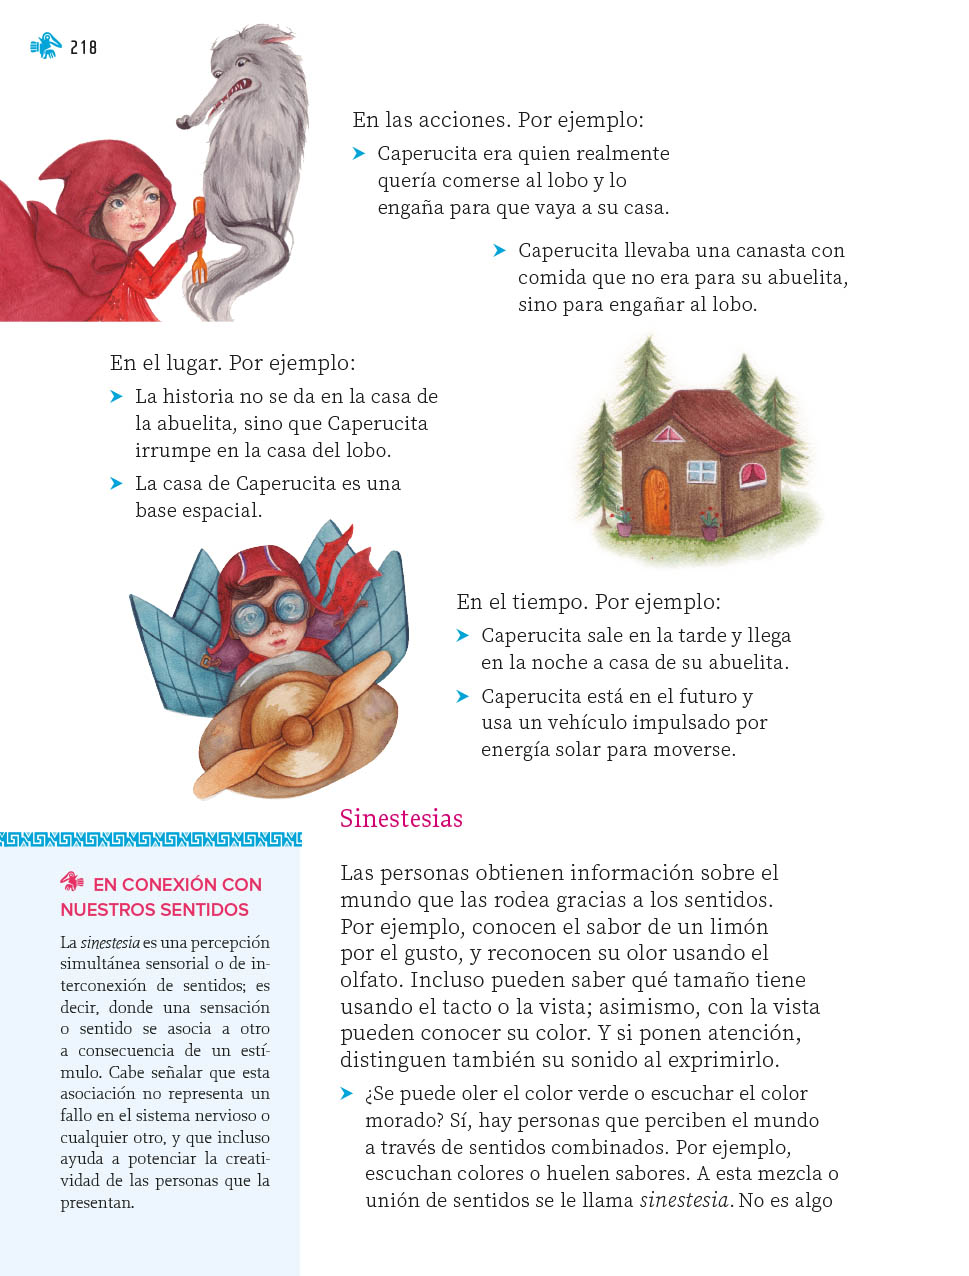 218
En las acciones. Por ejemplo:
➤ Caperucita era quien realmente
quería comerse al lobo y lo
engaña para que vaya a su casa.
➤ Caperucita llevaba una canasta con
comida que no era para su abuelita,
sino para engañar al lobo.
En el lugar. Por ejemplo:
➤ La historia no se da en la casa de
la abuelita, sino que Caperucita
irrumpe en la casa del lobo.
➤ La casa de Caperucita es una
base espacial.
En el tiempo. Por ejemplo:
➤ Caperucita sale en la tarde y llega
en la noche a casa de su abuelita.
➤ Caperucita está en el futuro y
usa un vehículo impulsado por
energía solar para moverse.
Sinestesias
Las personas obtienen información sobre el
mundo que las rodea gracias a los sentidos.
Por ejemplo, conocen el sabor de un limón
por el gusto, y reconocen su olor usando el
olfato. Incluso pueden saber qué tamaño tiene
usando el tacto o la vista; asimismo, con la vista
pueden conocer su color. Y si ponen atención,
distinguen también su sonido al exprimirlo.
➤ ¿Se puede oler el color verde o escuchar el color
morado? Sí, hay personas que perciben el mundo
a través de sentidos combinados. Por ejemplo,
escuchan colores o huelen sabores. A esta mezcla o
unión de sentidos se le llama sinestesia. No es algo
EN CONEXIÓN CON
NUESTROS SENTIDOS
La sinestesia es una percepción
simultánea sensorial o de in-
terconexión de sentidos; es
decir, donde una sensación
o sentido se asocia a otro
a consecuencia de un estí-
mulo. Cabe señalar que esta
asociación no representa un
fallo en el sistema nervioso o
cualquier otro, y que incluso
ayuda a potenciar la creati-
vidad de las personas que la
presentan.